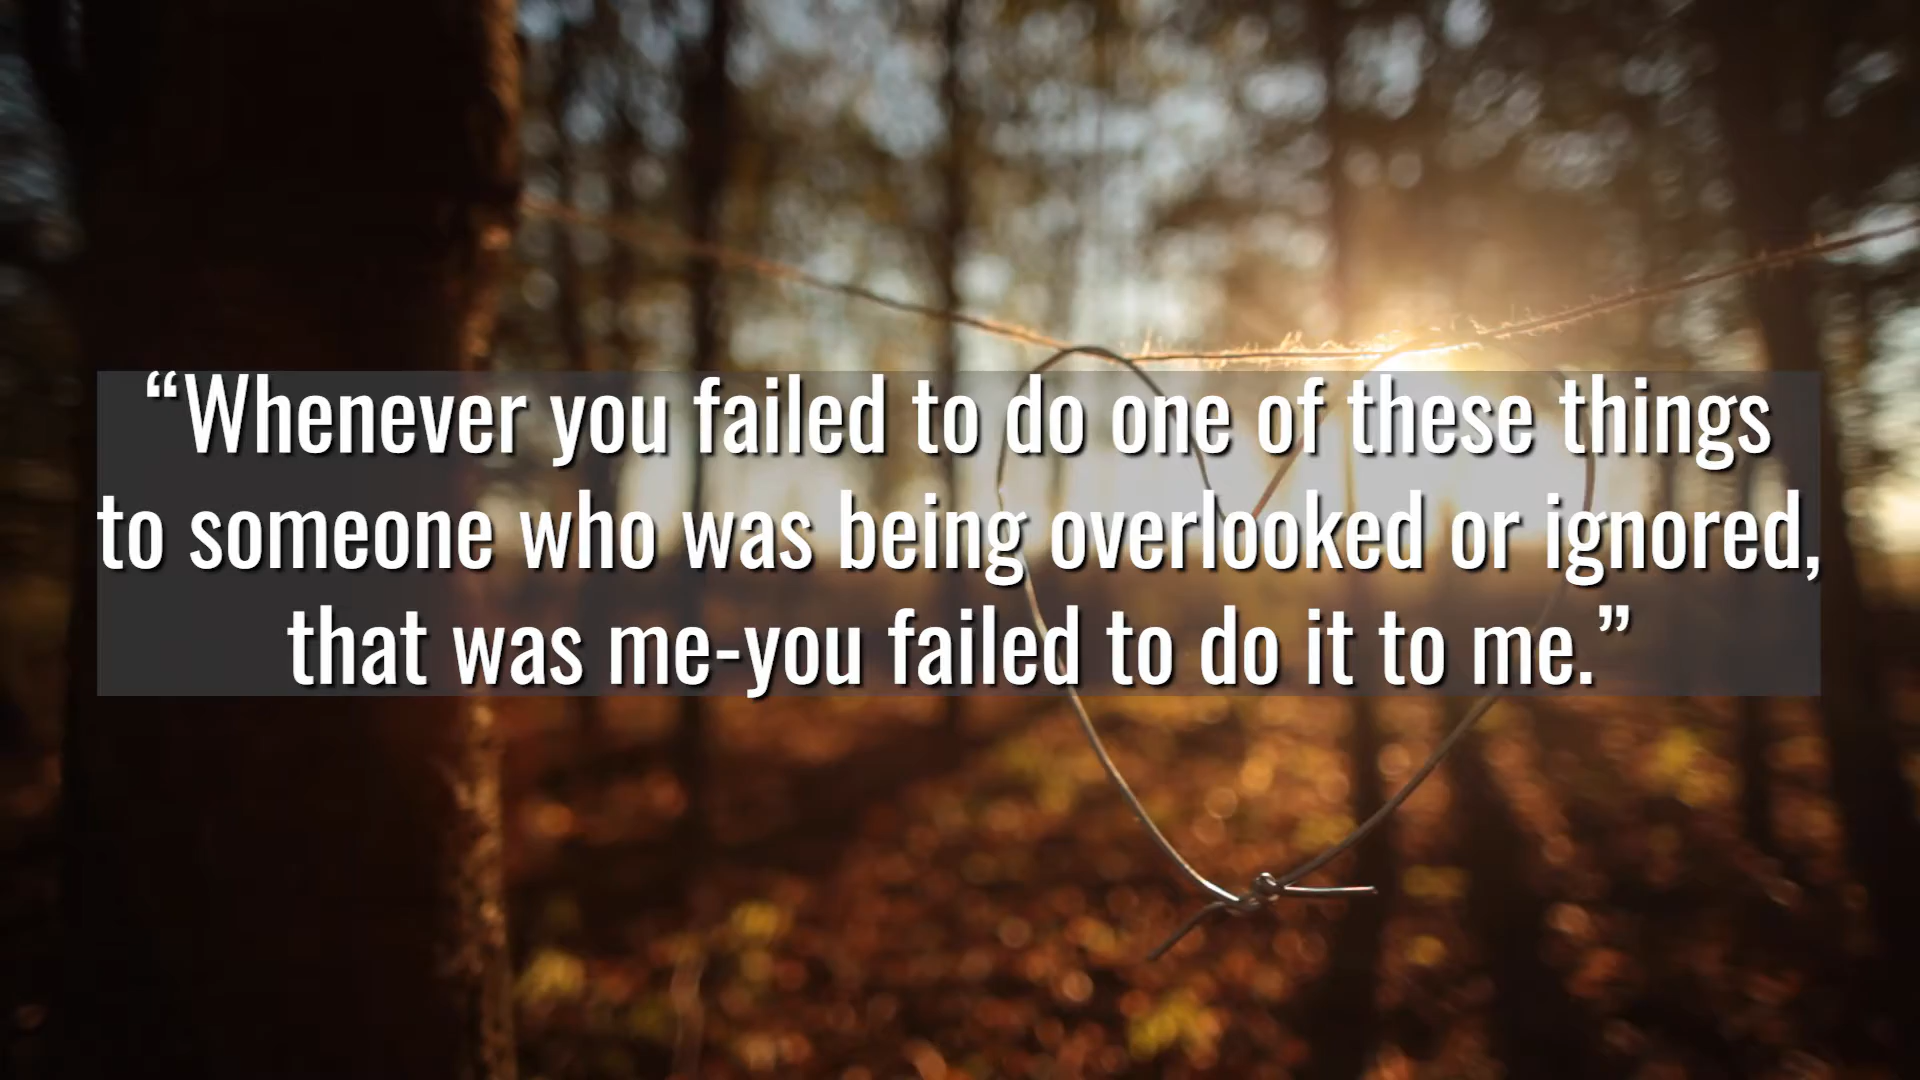 “Whenever you failed to do one of these things
to someone who was being overlooked or ignored,
that was me-you failed to do it to me.”